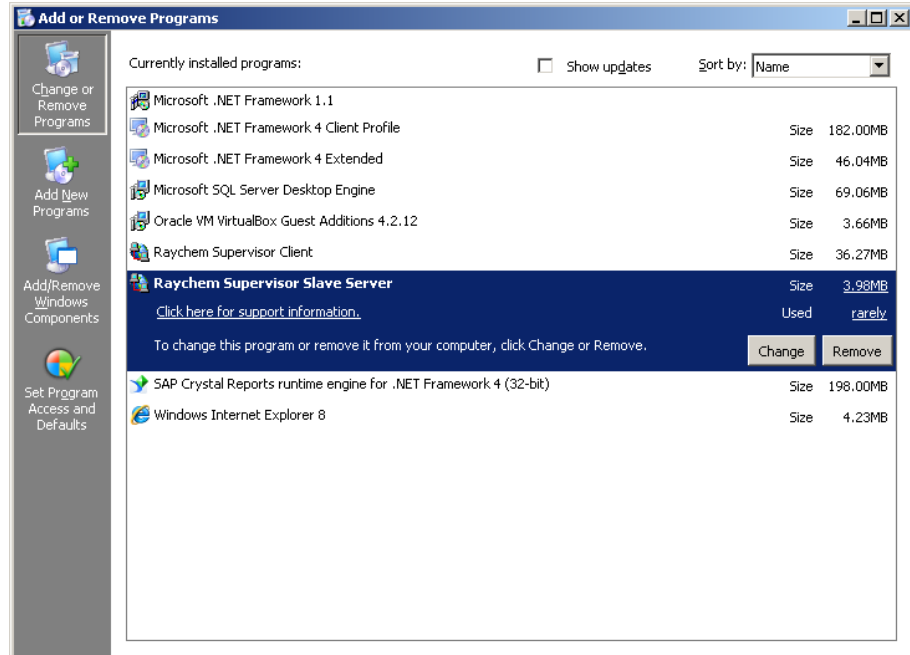 Add or Remove Programs
Change or
Remove
Programs
Add New
Programs
Add/Remove
Windows
Components
Set Program
Access and
Defaults
Currently installed programs:
Show updates
Sort by: Name
Microsoft .NET Framework 1.1
Microsoft .NET Framework 4 Client Profile Size 182.00MB
Microsoft .NET Framework 4 Extended Size 46.04MB
Microsoft SQL Server Desktop Engine Size 69.06MB
Oracle VM VirtualBox Guest Additions 4.2.12 Size 3.66MB
Raychem Supervisor Client Size 36.27MB
Raychem Supervisor Slave Server Size 3.98MB
Click here for support information. Used rarely
To change this program or remove it from your computer, click Change or Remove. Change Remove
SAP Crystal Reports runtime engine for .NET Framework 4 (32-bit) Size 198.00MB
Windows Internet Explorer 8 Size 4.23MB